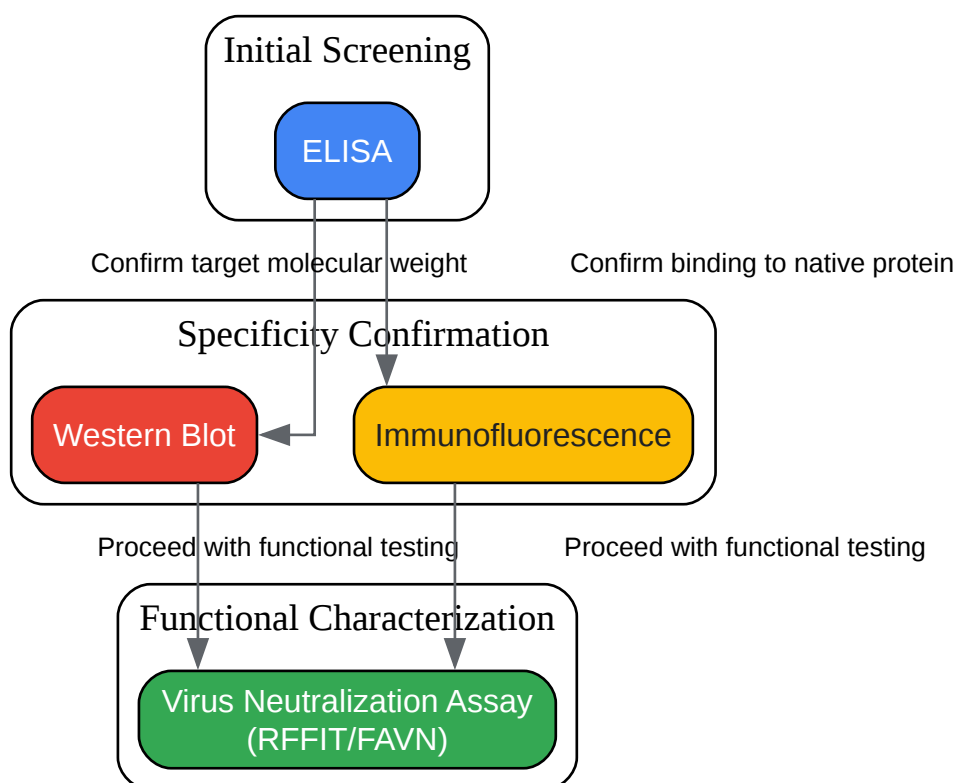 Initial Screening
ELISA
Confirm target molecular weight
Confirm binding to native protein
Specificity Confirmation
Western Blot
Immunofluorescence
Proceed with functional testing
Proceed with functional testing
Functional Characterization
Virus Neutralization Assay
(RFFIT/FAVN)